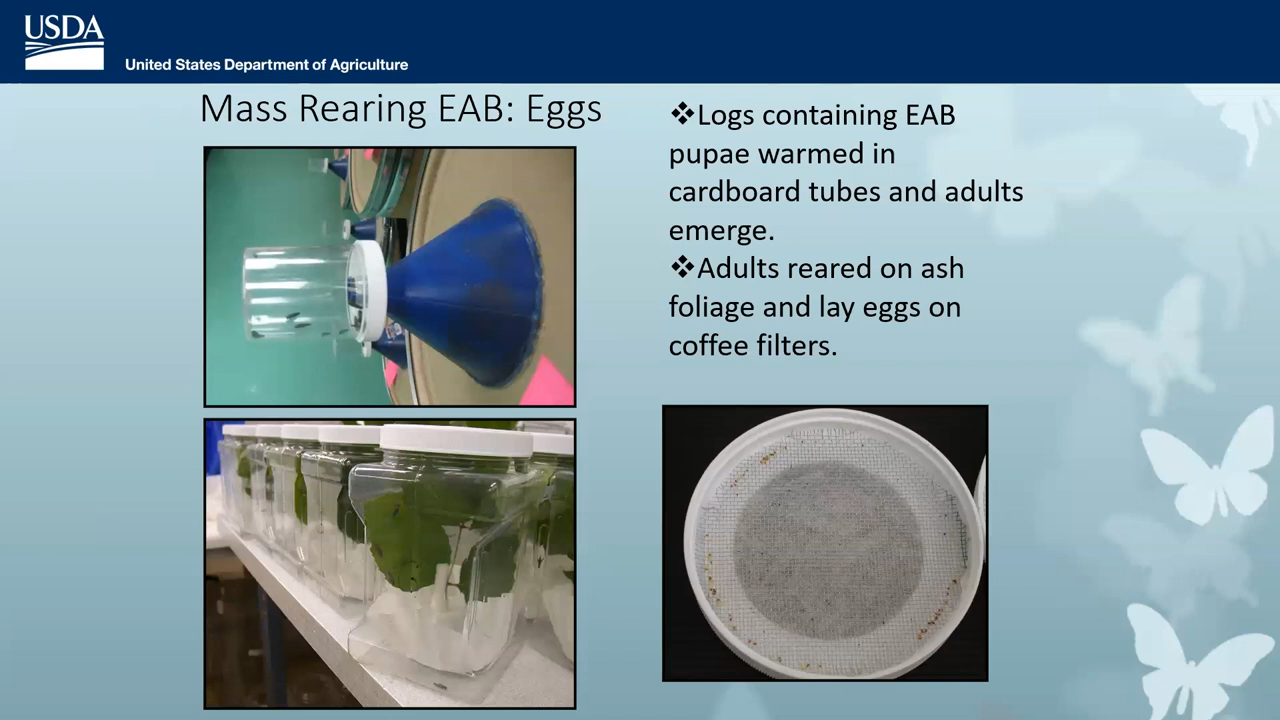 USDA
United States Department of Agriculture
Mass Rearing EAB: Eggs
❖Logs containing EAB
pupae warmed in
cardboard tubes and adults
emerge.
❖Adults reared on ash
foliage and lay eggs on
coffee filters.